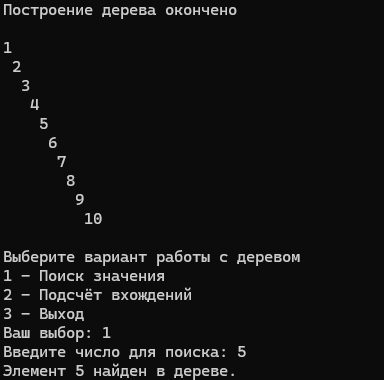 Построение дерева окончено
1
2
3
4
5
6
7
8
9
10
Выберите вариант работы с деревом
1 – Поиск значения
2 – Подсчёт вхождений
3 – Выход
Ваш выбор: 1
Введите число для поиска: 5
Элемент 5 найден в дереве.